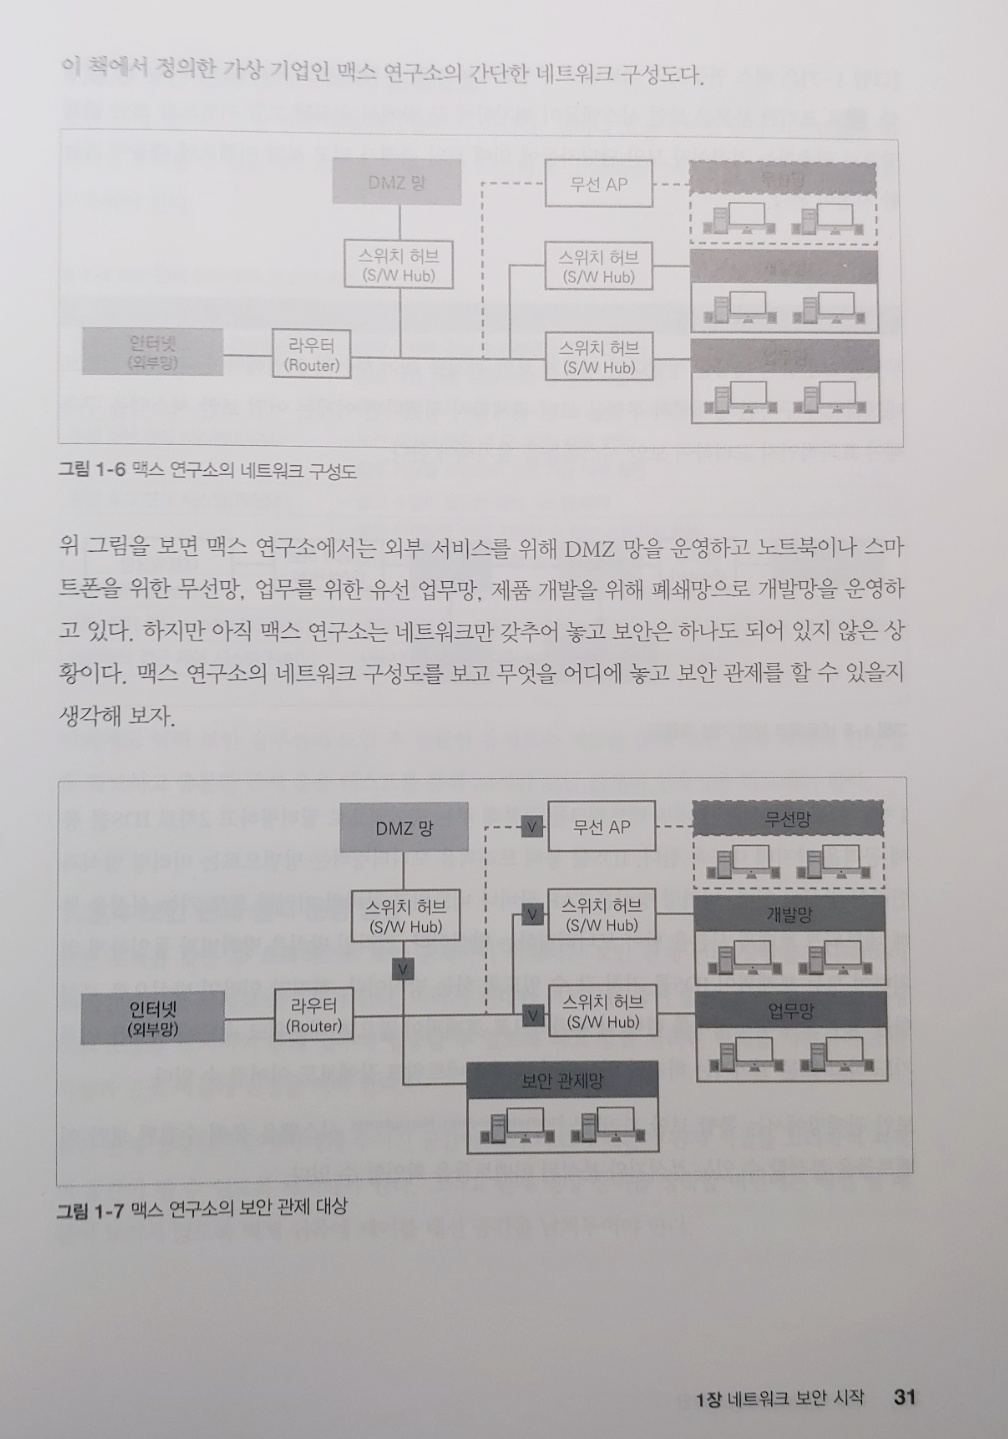 이 책에서 정의한 가상 기업인 맥스 연구소의 간단한 네트워크 구성도다.
DMZ 망
무선 AP
무선망
스위치 허브
(S/W Hub)
스위치 허브
(S/W Hub)
개발망
인터넷
(외부망)
라우터
(Router)
스위치 허브
(S/W Hub)
업무망
그림 1-6 맥스 연구소의 네트워크 구성도
위 그림을 보면 맥스 연구소에서는 외부 서비스를 위해 DMZ 망을 운영하고 노트북이나 스마
트폰을 위한 무선망, 업무를 위한 유선 업무망, 제품 개발을 위해 폐쇄망으로 개발망을 운영하
고 있다. 하지만 아직 맥스 연구소는 네트워크만 갖추어 놓고 보안은 하나도 되어 있지 않은 상
황이다. 맥스 연구소의 네트워크 구성도를 보고 무엇을 어디에 놓고 보안 관제를 할 수 있을지
생각해 보자.
DMZ 망
V
무선 AP
무선망
스위치 허브
(S/W Hub)
V
스위치 허브
(S/W Hub)
개발망
V
인터넷
(외부망)
라우터
(Router)
V
스위치 허브
(S/W Hub)
업무망
보안 관제망
그림 1-7 맥스 연구소의 보안 관제 대상
1장 네트워크 보안 시작 31